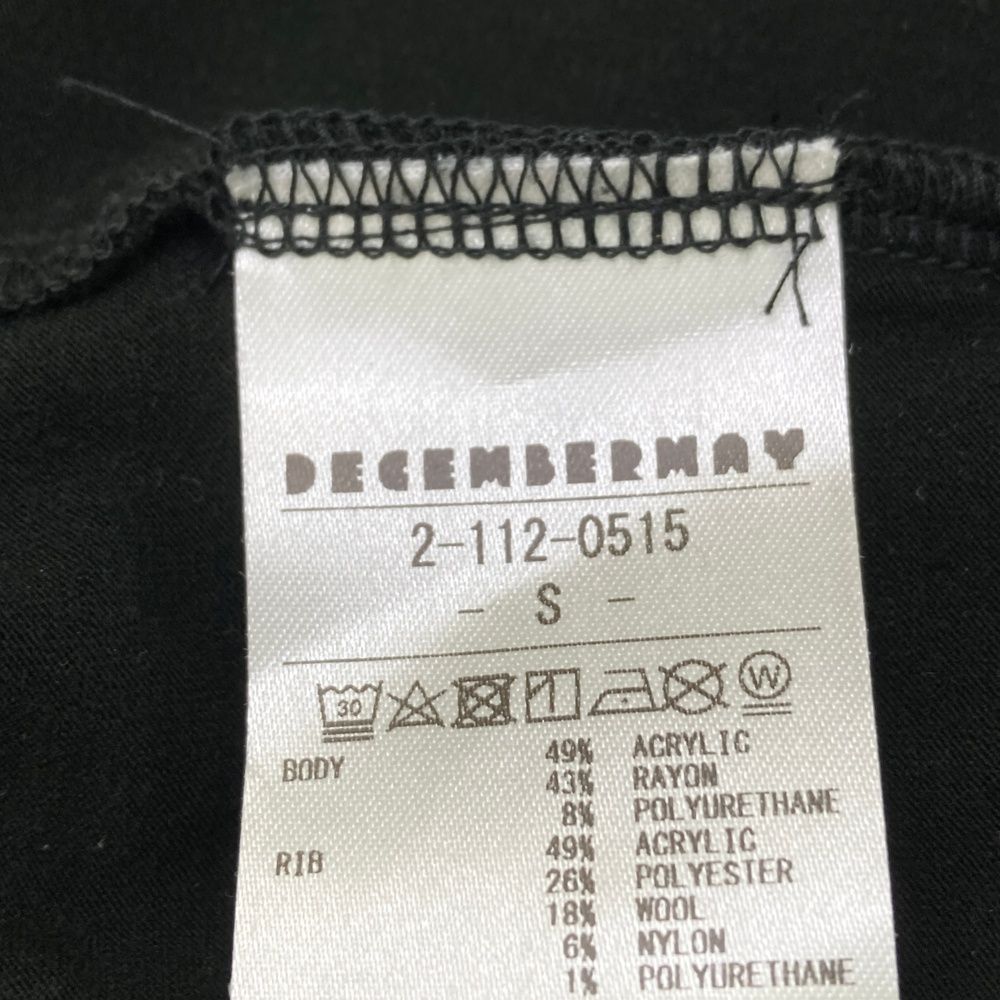 DECEMBERMAY
2-112-0515
- S -
30 W
BODY 49% ACRYLIC
43% RAYON
8% POLYURETHANE
RIB 49% ACRYLIC
26% POLYESTER
18% WOOL
6% NYLON
1% POLYURETHANE